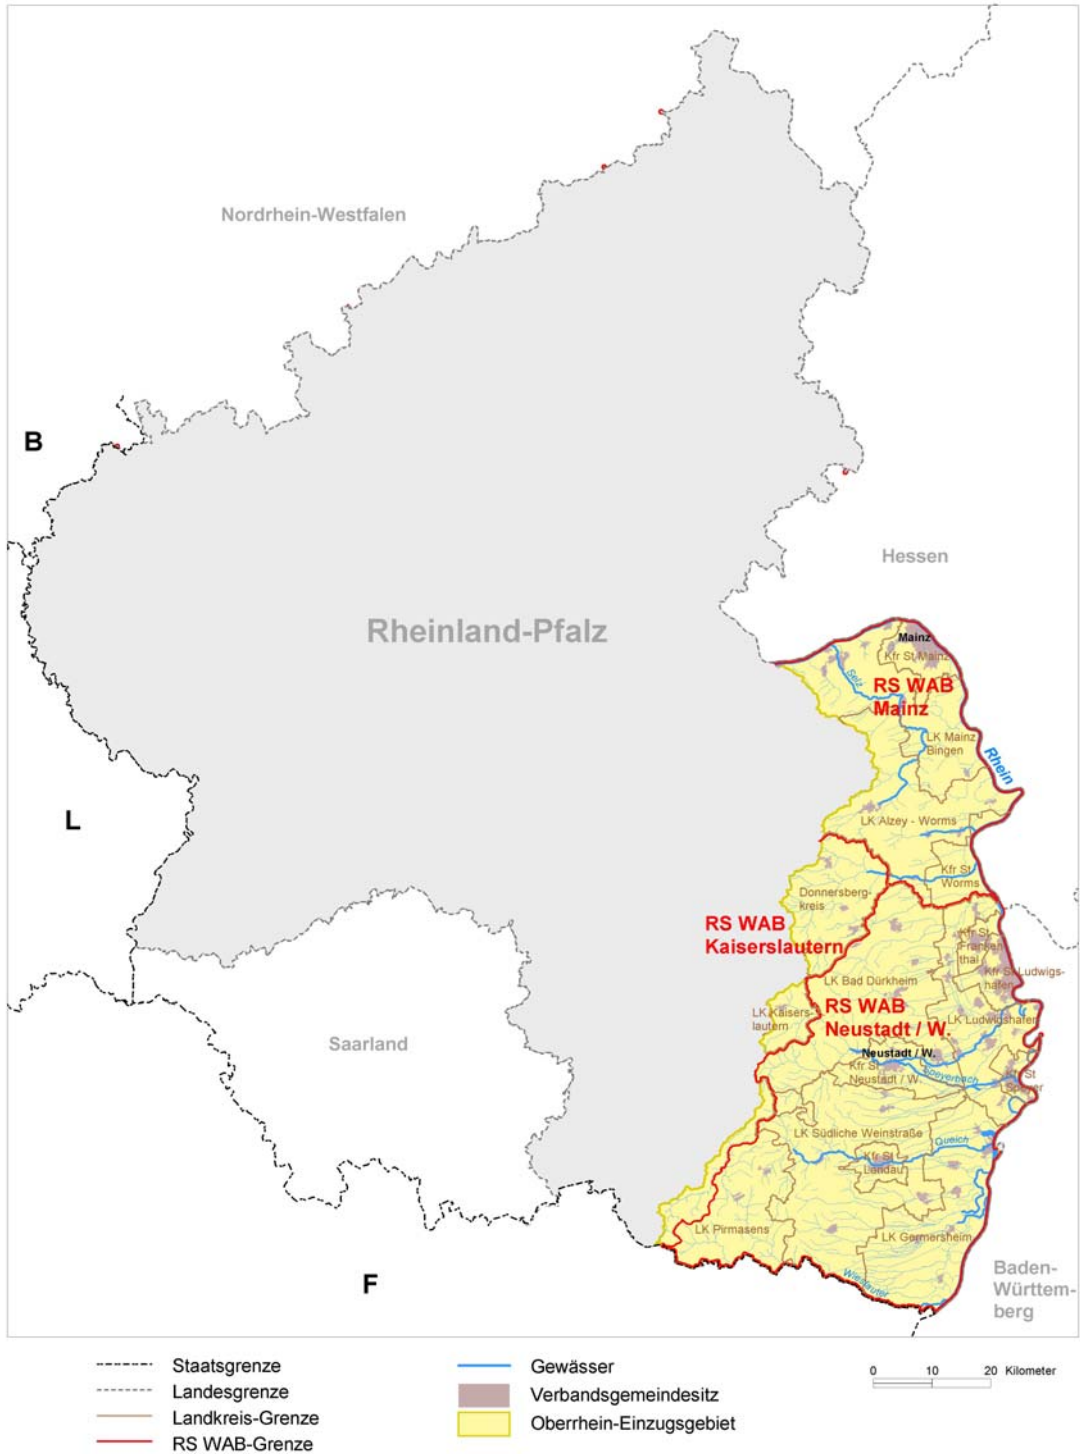 Nordrhein-Westfalen
B
Hessen
Rheinland-Pfalz
Mainz
Kfr St Mainz
Selz
RS WAB
Mainz
LK Mainz
Bingen
Rhein
L
LK Alzey - Worms
Kfr St
Worms
Donnersberg-
kreis
RS WAB
Kaiserslautern
Kfr St
Franken
thal
Kfr St Ludwigs-
hafen
LK Bad Dürkheim
LK Kaisers-
lautern
RS WAB
Neustadt / W.
LK Ludwigshafen
Saarland
Neustadt / W.
Kfr St
Neustadt / W.
Speyerbach
Kfr St
Speyer
LK Südliche Weinstraße
Queich
Kfr St
Landau
LK Pirmasens
LK Germersheim
F
Wieslauter
Baden-
Württem-
berg
Staatsgrenze
Landesgrenze
Landkreis-Grenze
RS WAB-Grenze
Gewässer
Verbandsgemeindesitz
Oberrhein-Einzugsgebiet
0 10 20 Kilometer